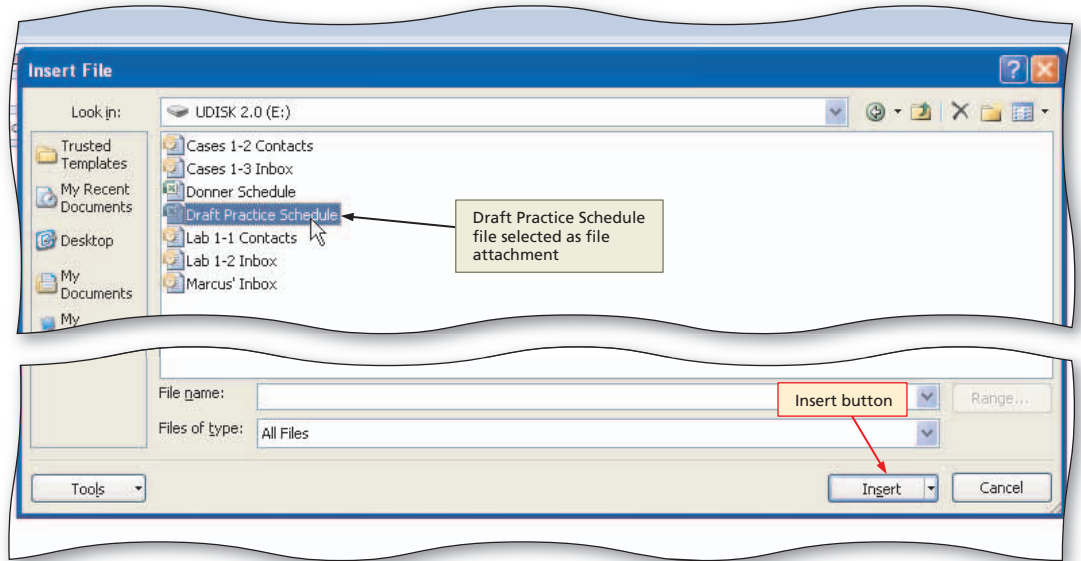 Insert File
Look in:
UDISK 2.0 (E:)
Trusted
Templates
My Recent
Documents
Desktop
My
Documents
My
Cases 1-2 Contacts
Cases 1-3 Inbox
Donner Schedule
Draft Practice Schedule
Lab 1-1 Contacts
Lab 1-2 Inbox
Marcus' Inbox
Draft Practice Schedule
file selected as file
attachment
File name:
Insert button
Range...
Files of type:
All Files
Tools
Insert
Cancel